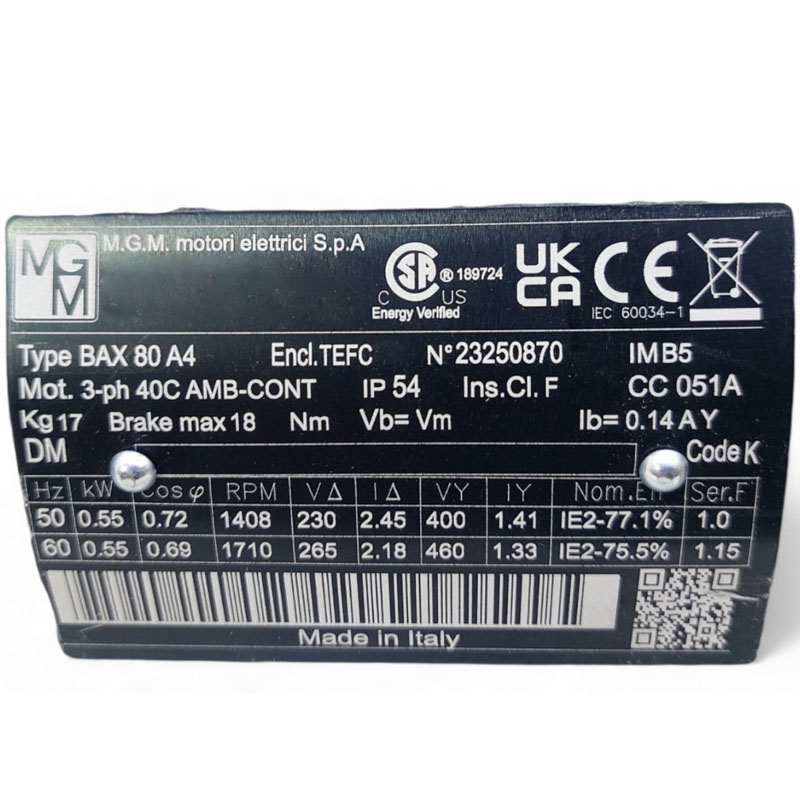 MGM
M.G.M. motori elettrici S.p.A
CSA ® 189724
C US
Energy Verified
UK
CA
CE
IEC 60034-1
Type BAX 80 A4 Encl.TEFC N° 23250870 IM B5
Mot. 3-ph 40C AMB-CONT IP 54 Ins.Cl. F CC 051A
Kg 17 Brake max 18 Nm Vb= Vm Ib= 0.14 A Y
DM Code K
Hz kW Cos φ RPM V Δ I Δ V Y I Y Nom. Ser.F
50 0.55 0.72 1408 230 2.45 400 1.41 IE2-77.1% 1.0
60 0.55 0.69 1710 265 2.18 460 1.33 IE2-75.5% 1.15
Made in Italy